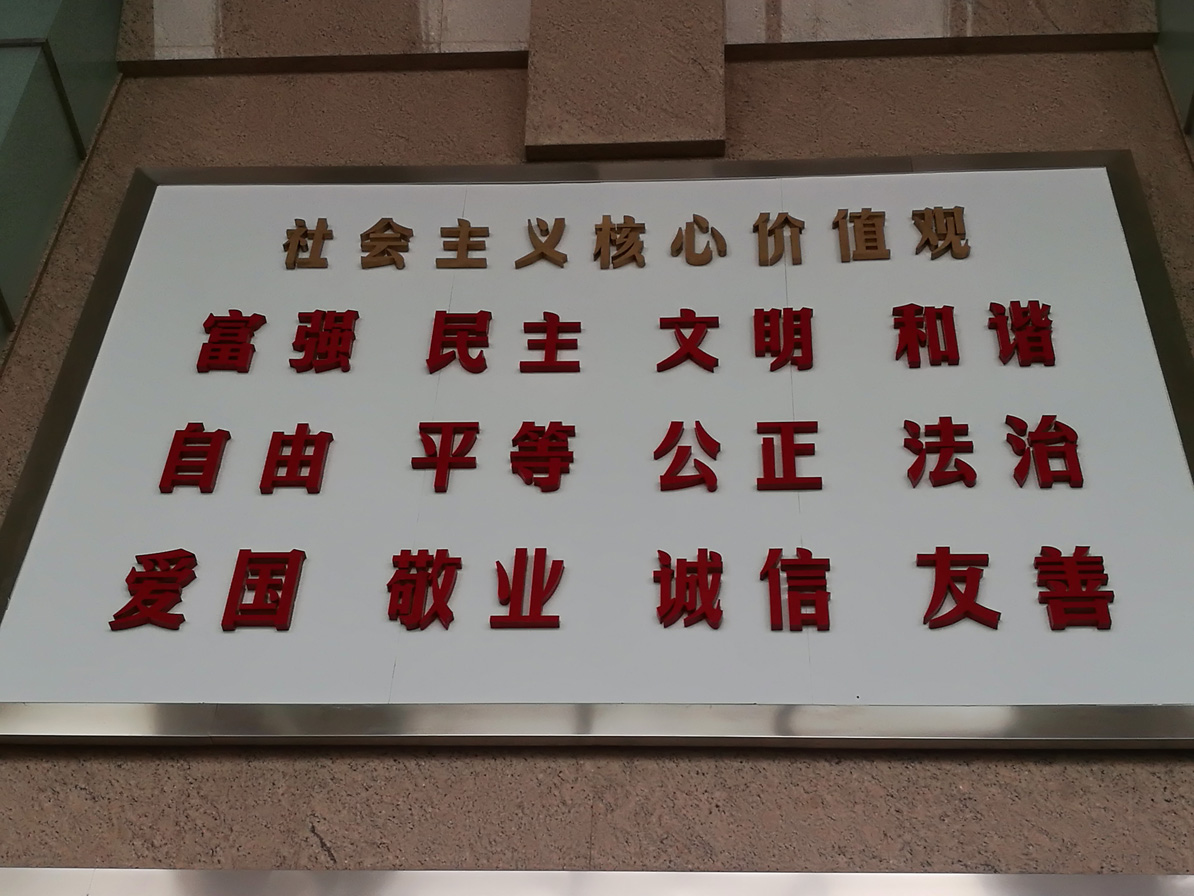 社会主义核心价值观
富强 民主 文明 和谐
自由 平等 公正 法治
爱国 敬业 诚信 友善